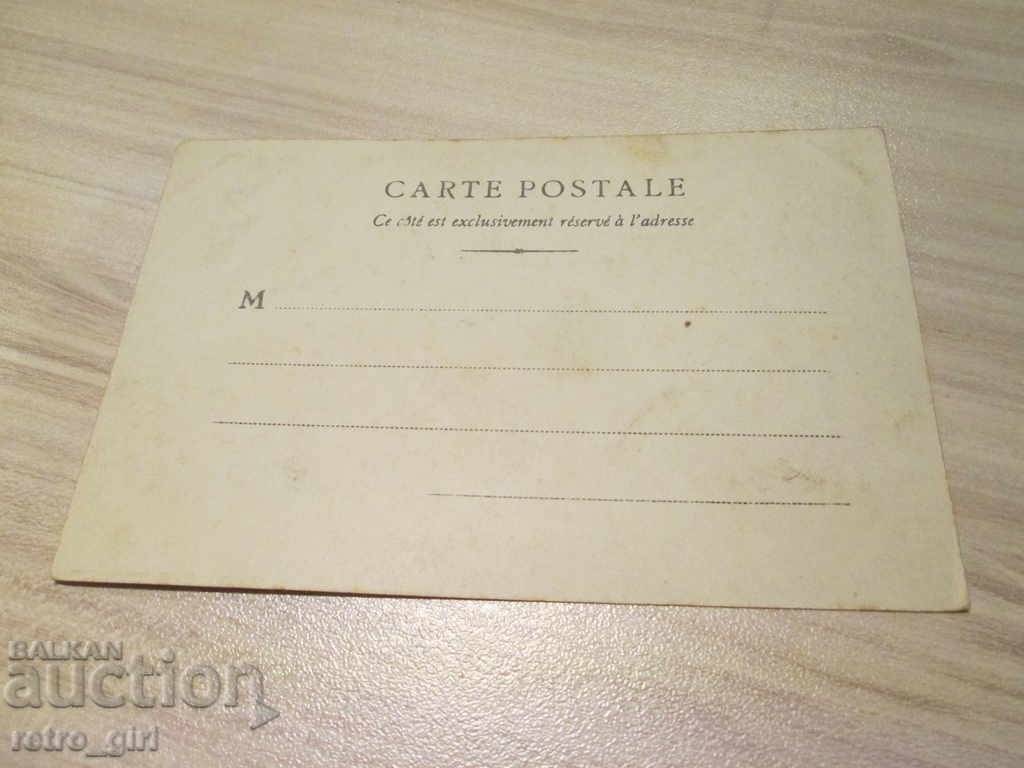 CARTE POSTALE
Ce côté est exclusivement réservé à l'adresse
M
BALKAN
auction
retro_girl